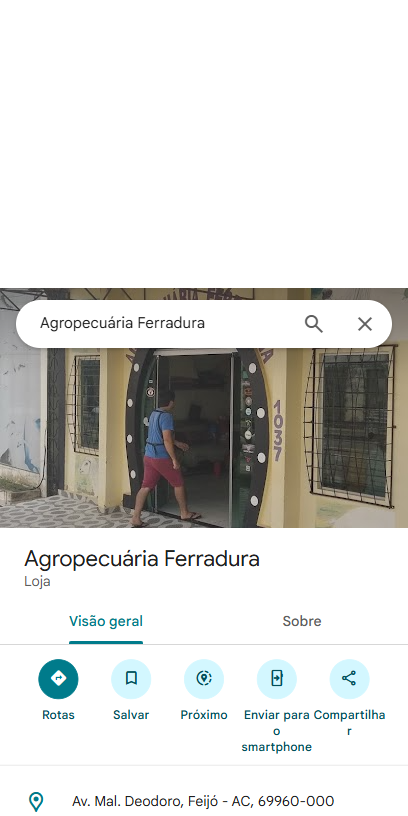 Agropecuária Ferradura
1037
Agropecuária Ferradura
Loja
Visão geral
Sobre
Rotas
Salvar
Próximo
Enviar para
o
smartphone
Compartilha
r
Av. Mal. Deodoro, Feijó - AC, 69960-000